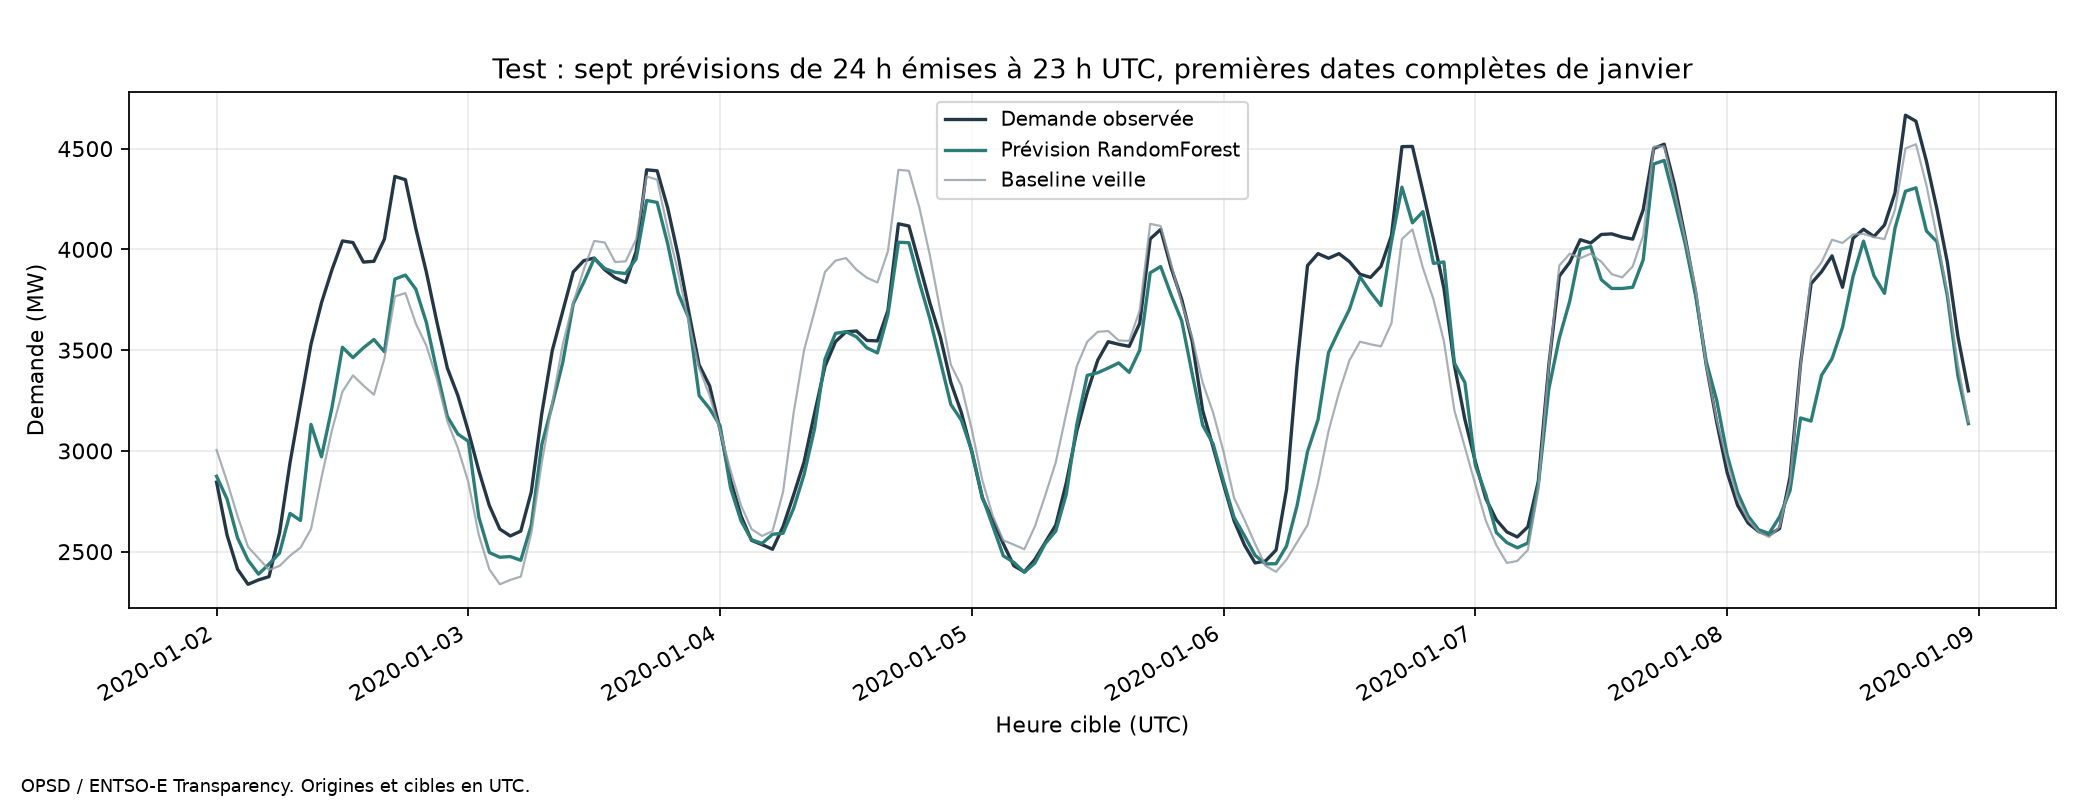 Test : sept prévisions de 24 h émises à 23 h UTC, premières dates complètes de janvier
Demande observée
Prévision RandomForest
Baseline veille
Demande (MW)
4500
4000
3500
3000
2500
2020-01-02
2020-01-03
2020-01-04
2020-01-05
2020-01-06
2020-01-07
2020-01-08
2020-01-09
Heure cible (UTC)
OPSD / ENTSO-E Transparency. Origines et cibles en UTC.